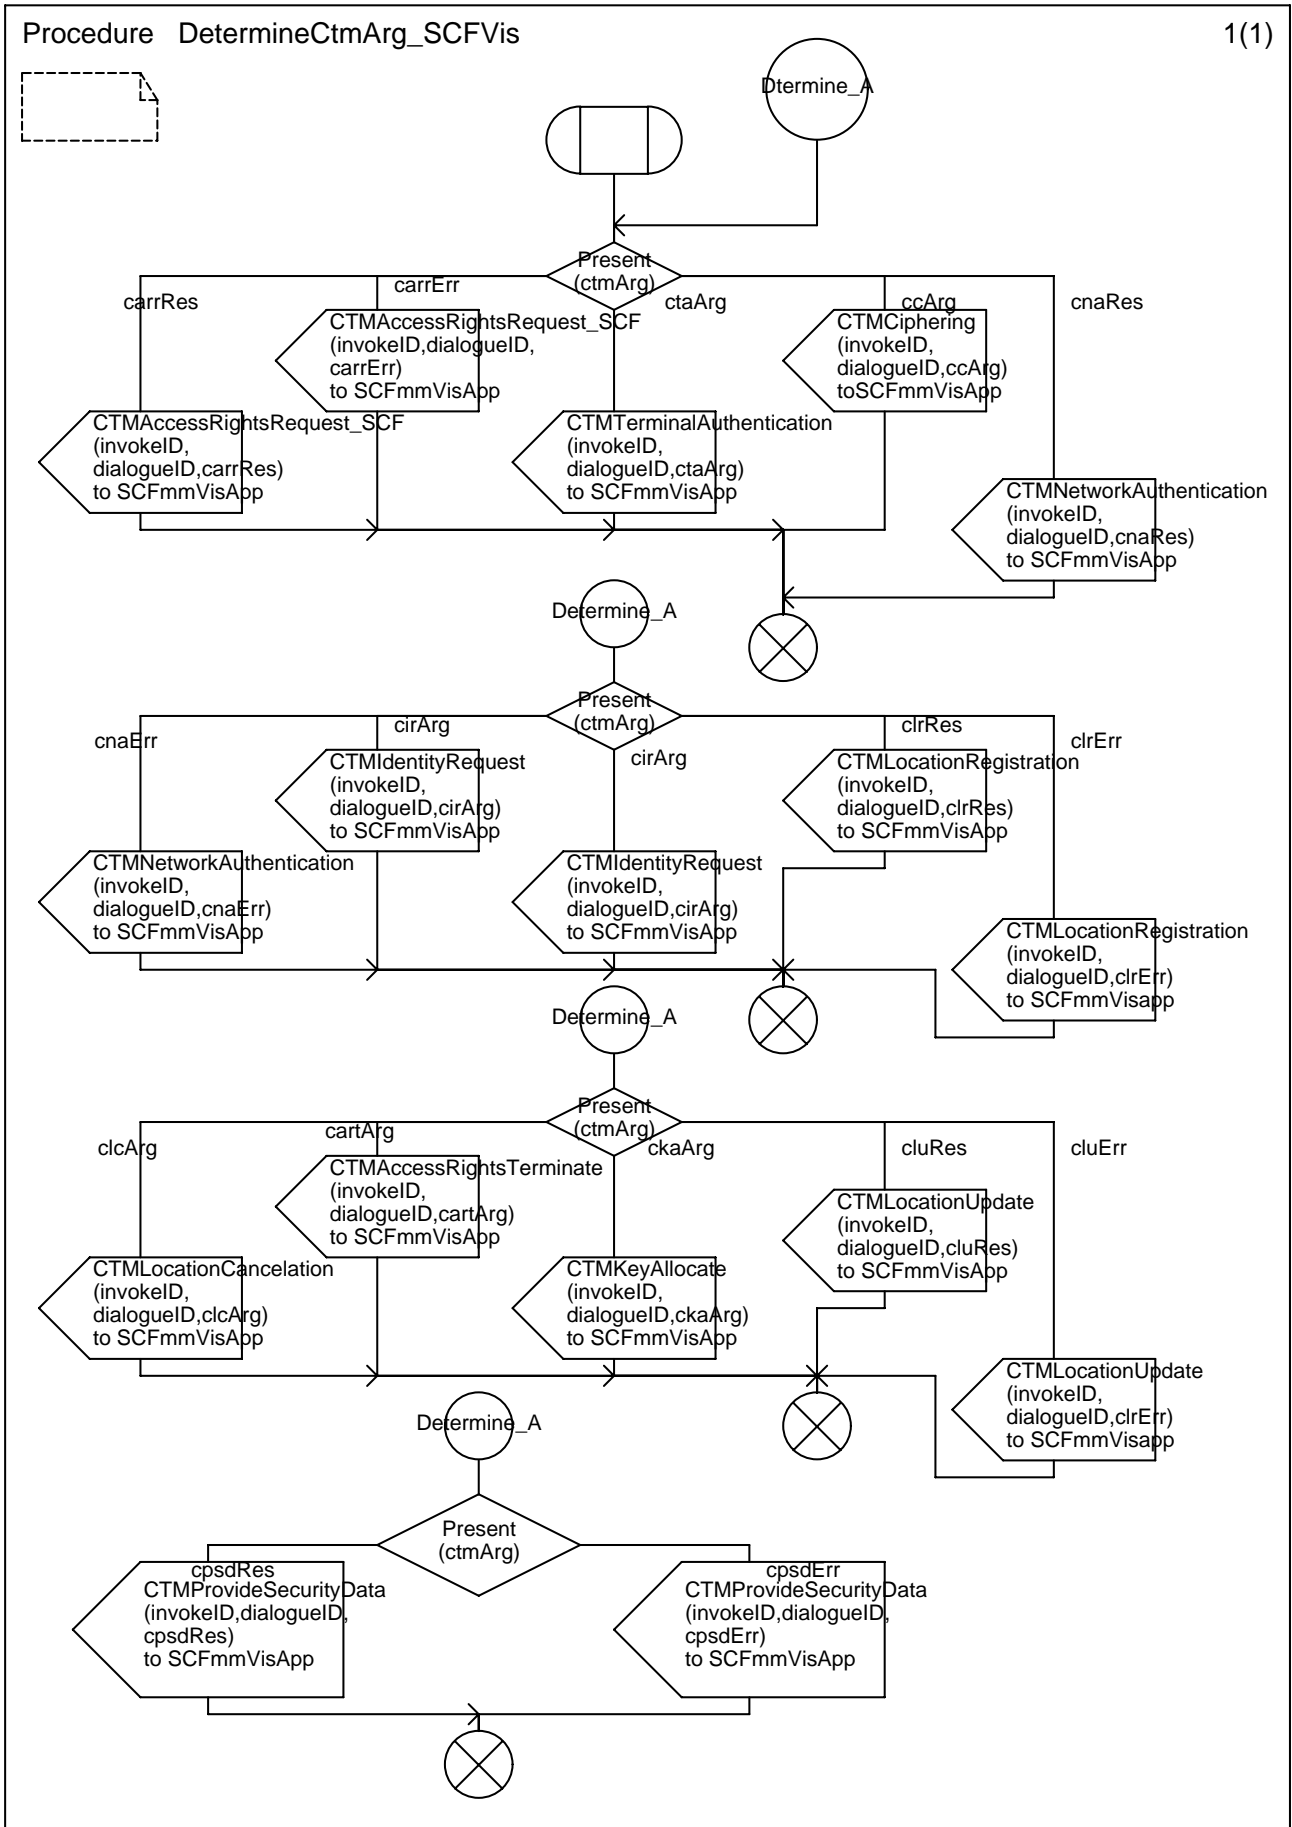 Procedure DetermineCtmArg_SCFVis
1(1)
Dtermine_A
Present
(ctmArg)
carrRes
carrErr
ctaArg
ccArg
cnaRes
CTMAccessRightsRequest_SCF
(invokeID,dialogueID,
carrErr)
to SCFmmVisApp
CTMCiphering
(invokeID,
dialogueID,ccArg)
toSCFmmVisApp
CTMAccessRightsRequest_SCF
(invokeID,
dialogueID,carrRes)
to SCFmmVisApp
CTMTerminalAuthentication
(invokeID,
dialogueID,ctaArg)
to SCFmmVisApp
CTMNetworkAuthentication
(invokeID,
dialogueID,cnaRes)
to SCFmmVisApp
Determine_A
Present
(ctmArg)
cnaErr
cirArg
cirArg
clrRes
clrErr
CTMIdentityRequest
(invokeID,
dialogueID,cirArg)
to SCFmmVisApp
CTMLocationRegistration
(invokeID,
dialogueID,clrRes)
to SCFmmVisApp
CTMNetworkAuthentication
(invokeID,
dialogueID,cnaErr)
to SCFmmVisApp
CTMIdentityRequest
(invokeID,
dialogueID,cirArg)
to SCFmmVisApp
CTMLocationRegistration
(invokeID,
dialogueID,clrErr)
to SCFmmVisapp
Determine_A
Present
(ctmArg)
clcArg
cartArg
ckaArg
cluRes
cluErr
CTMAccessRightsTerminate
(invokeID,
dialogueID,cartArg)
to SCFmmVisApp
CTMLocationUpdate
(invokeID,
dialogueID,cluRes)
to SCFmmVisApp
CTMLocationCancelation
(invokeID,
dialogueID,clcArg)
to SCFmmVisApp
CTMKeyAllocate
(invokeID,
dialogueID,ckaArg)
to SCFmmVisApp
CTMLocationUpdate
(invokeID,
dialogueID,clrErr)
to SCFmmVisapp
Determine_A
Present
(ctmArg)
cpsdRes
cpsdErr
CTMProvideSecurityData
(invokeID,dialogueID,
cpsdRes)
to SCFmmVisApp
CTMProvideSecurityData
(invokeID,dialogueID,
cpsdErr)
to SCFmmVisApp